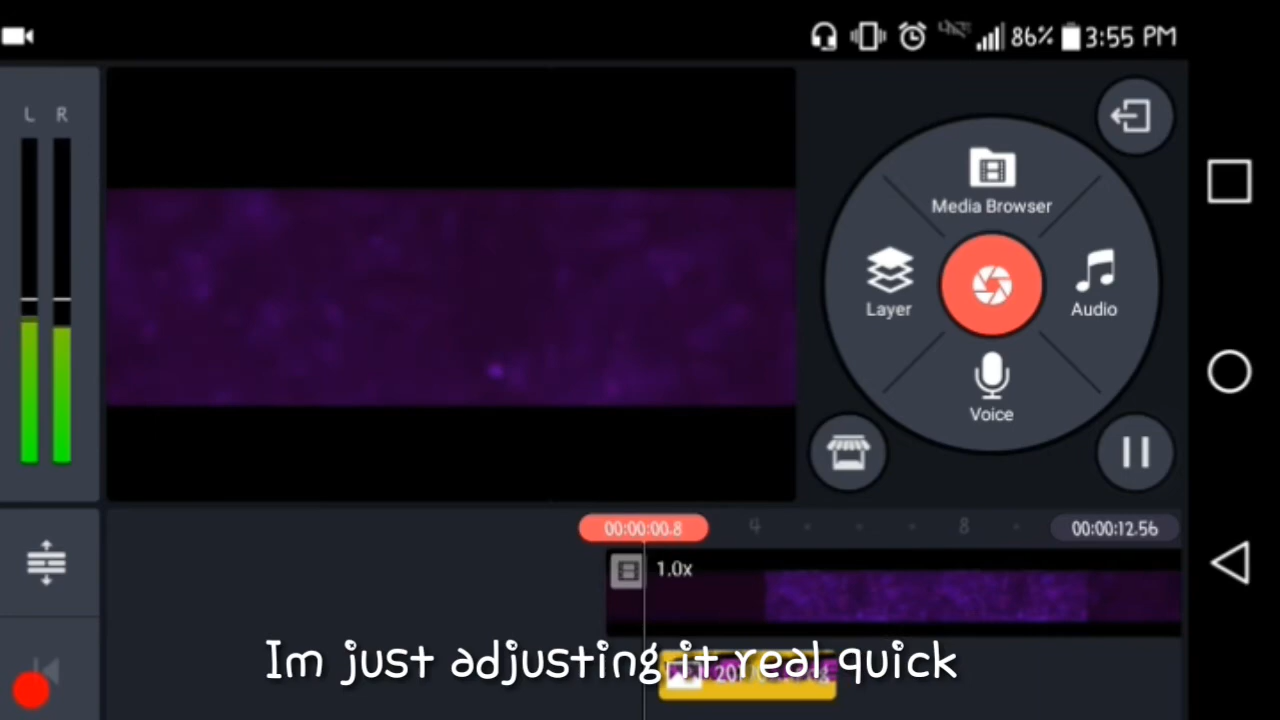 86% 3:55 PM
L R
Media Browser
Layer
Audio
Voice
00:00:00.8 4 8 00:00:12.56
1.0x
Im just adjusting it real quick